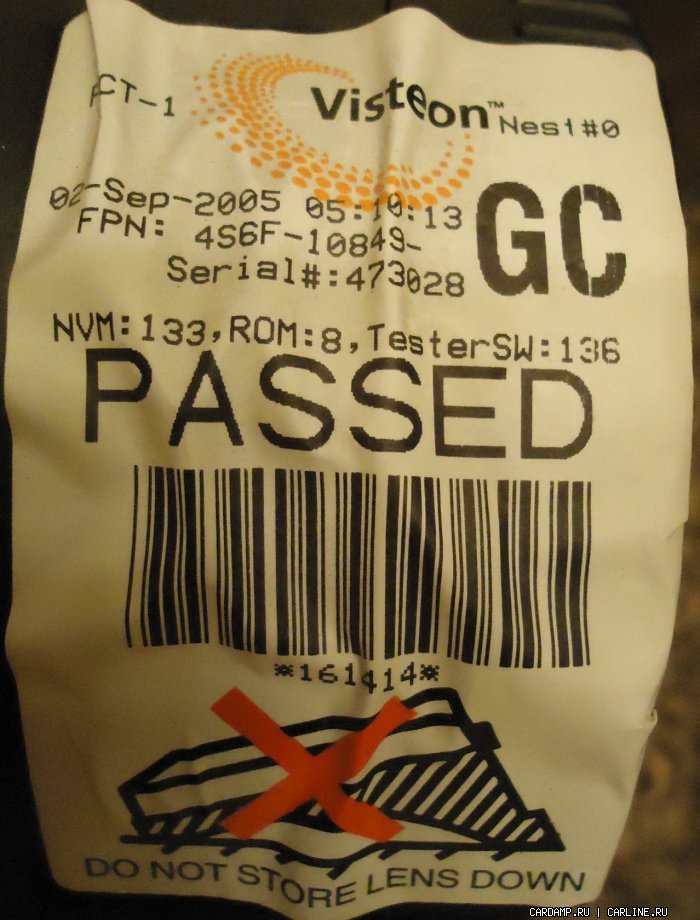 FCT-1
Visteon™
Nest#0
02-Sep-2005 05:10:13
FPN: 4S6F-10849-
GC
Serial#:473028
NVM:133,ROM:8,TesterSW:136
PASSED
*161414*
DO NOT STORE LENS DOWN
CARDAMP.RU | CARLINE.RU